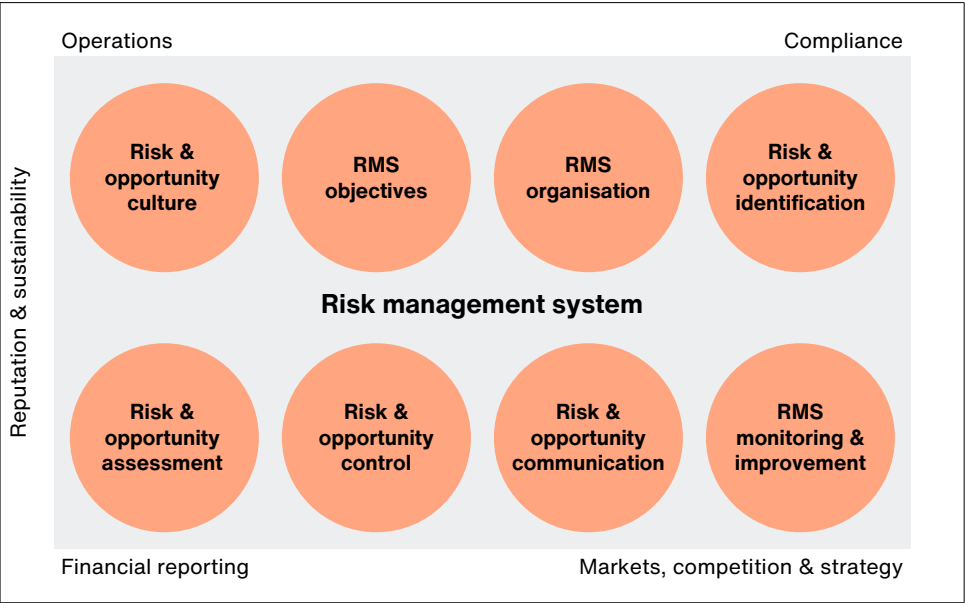 Operations
Compliance
Reputation & sustainability
Risk &
opportunity
culture
RMS
objectives
RMS
organisation
Risk &
opportunity
identification
Risk management system
Risk &
opportunity
assessment
Risk &
opportunity
control
Risk &
opportunity
communication
RMS
monitoring &
improvement
Financial reporting
Markets, competition & strategy